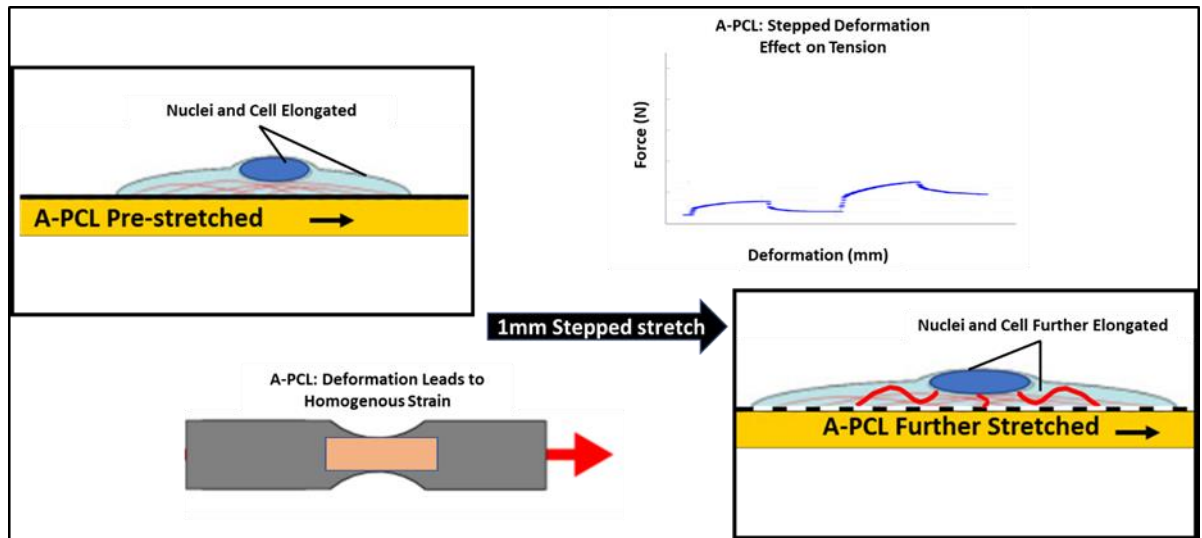 A-PCL: Stepped Deformation
Effect on Tension
Nuclei and Cell Elongated
Force (N)
A-PCL Pre-stretched
Deformation (mm)
1mm Stepped stretch
Nuclei and Cell Further Elongated
A-PCL: Deformation Leads to
Homogenous Strain
A-PCL Further Stretched